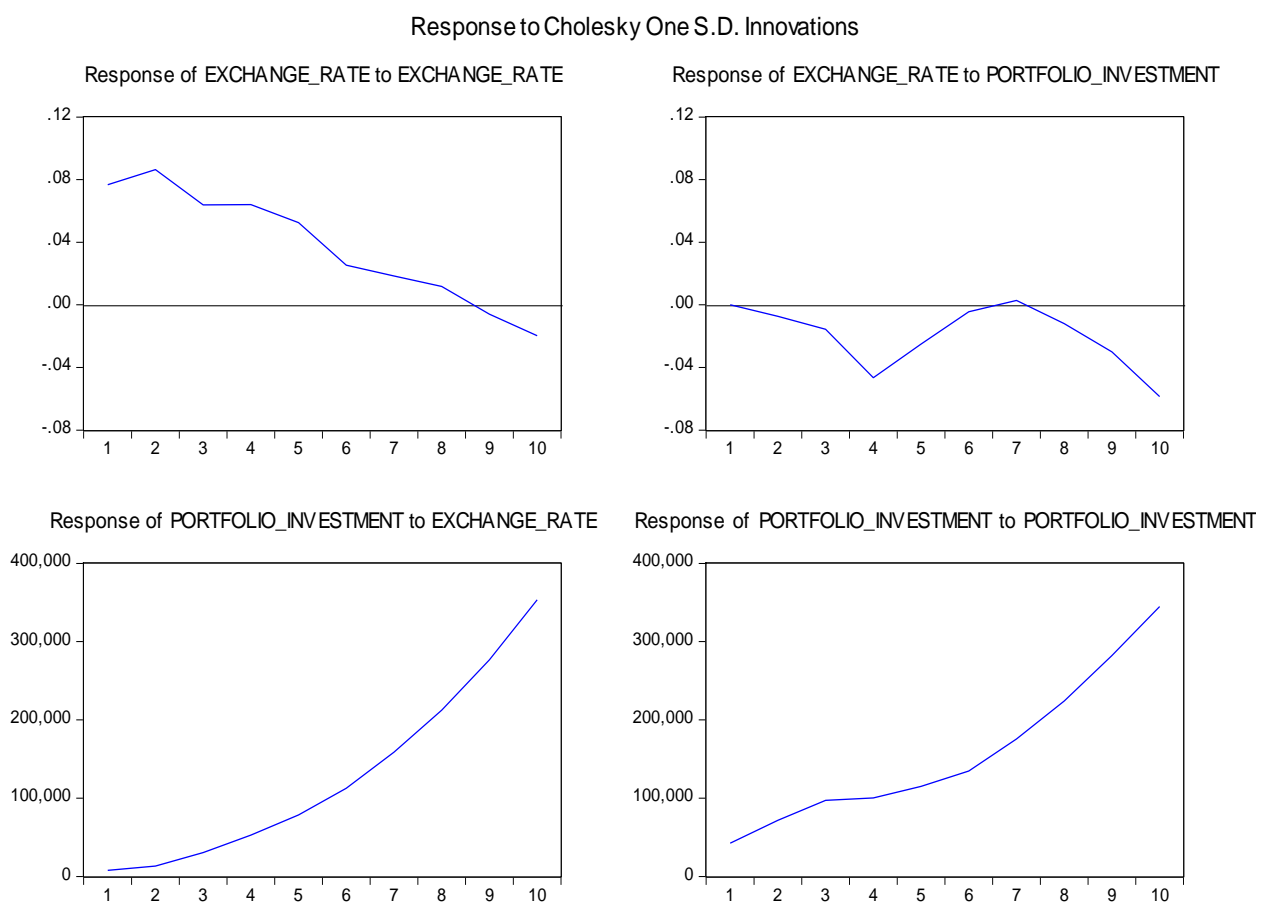 Response to Cholesky One S.D. Innovations
Response of EXCHANGE_RATE to EXCHANGE_RATE
.12
.08
.04
.00
-.04
-.08
1 2 3 4 5 6 7 8 9 10
Response of EXCHANGE_RATE to PORTFOLIO_INVESTMENT
.12
.08
.04
.00
-.04
-.08
1 2 3 4 5 6 7 8 9 10
Response of PORTFOLIO_INVESTMENT to EXCHANGE_RATE
400,000
300,000
200,000
100,000
0
1 2 3 4 5 6 7 8 9 10
Response of PORTFOLIO_INVESTMENT to PORTFOLIO_INVESTMENT
400,000
300,000
200,000
100,000
0
1 2 3 4 5 6 7 8 9 10